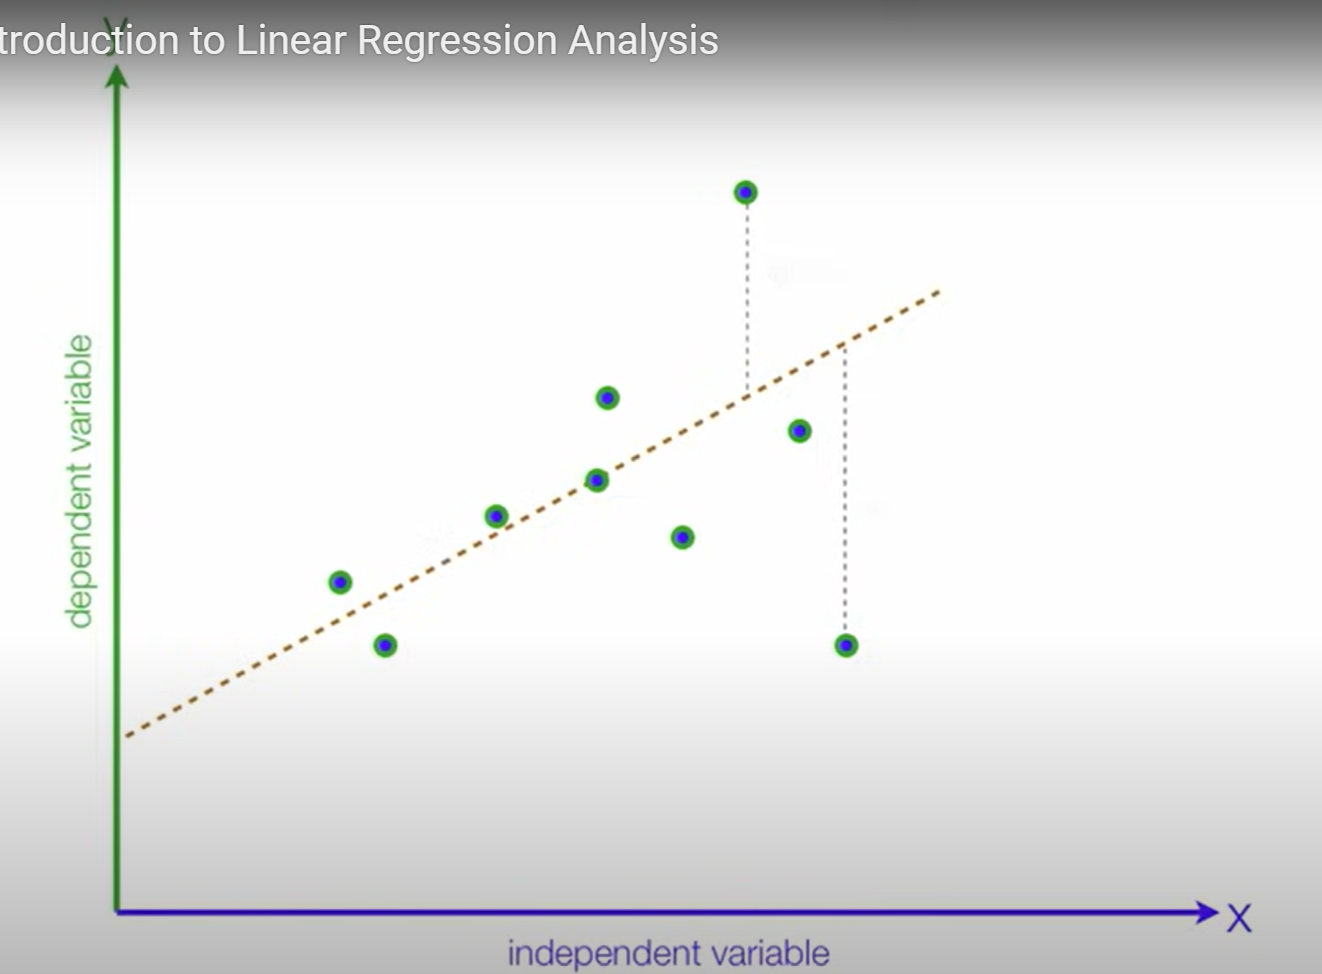 troduction to Linear Regression Analysis
y
dependent variable
X
independent variable